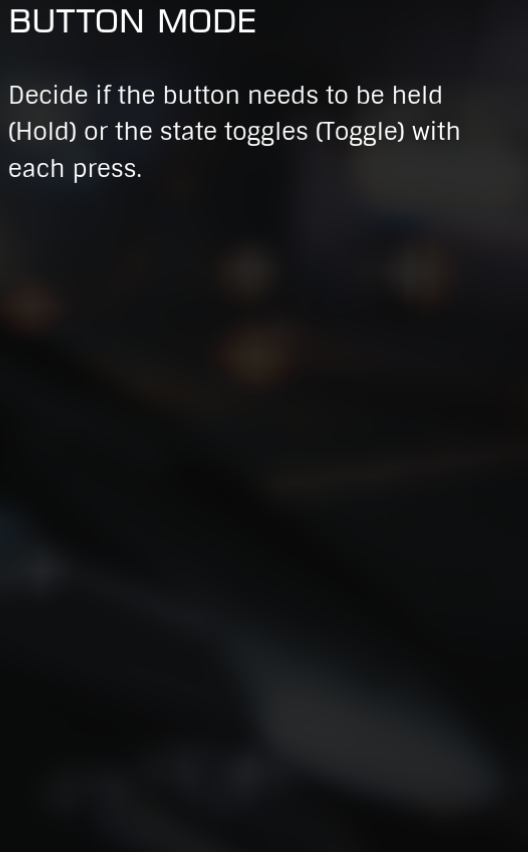 BUTTON MODE
Decide if the button needs to be held
(Hold) or the state toggles (Toggle) with
each press.